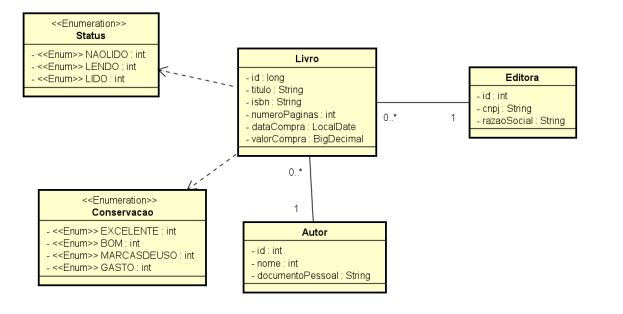 <<Enumeration>>
Status
- <<Enum>> NAOLIDO : int
- <<Enum>> LENDO : int
- <<Enum>> LIDO : int
Livro
- id : long
- titulo : String
- isbn : String
- numeroPaginas : int
- dataCompra : LocalDate
- valorCompra : BigDecimal
Editora
- id : int
- cnpj : String
- razaoSocial : String
0..*
1
0..*
1
<<Enumeration>>
Conservacao
- <<Enum>> EXCELENTE : int
- <<Enum>> BOM : int
- <<Enum>> MARCASDEUSO : int
- <<Enum>> GASTO : int
Autor
- id : int
- nome : int
- documentoPessoal : String